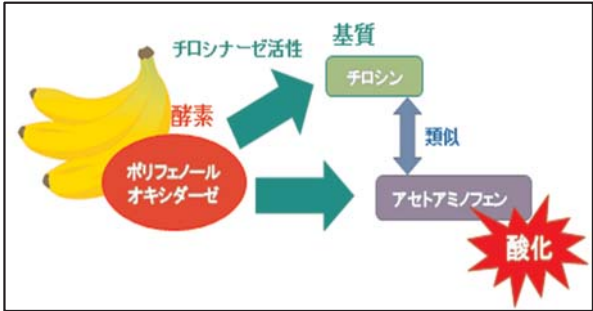 基質
チロシナーゼ活性
チロシン
酵素
類似
ポリフェノール
オキシダーゼ
アセトアミノフェン
酸化